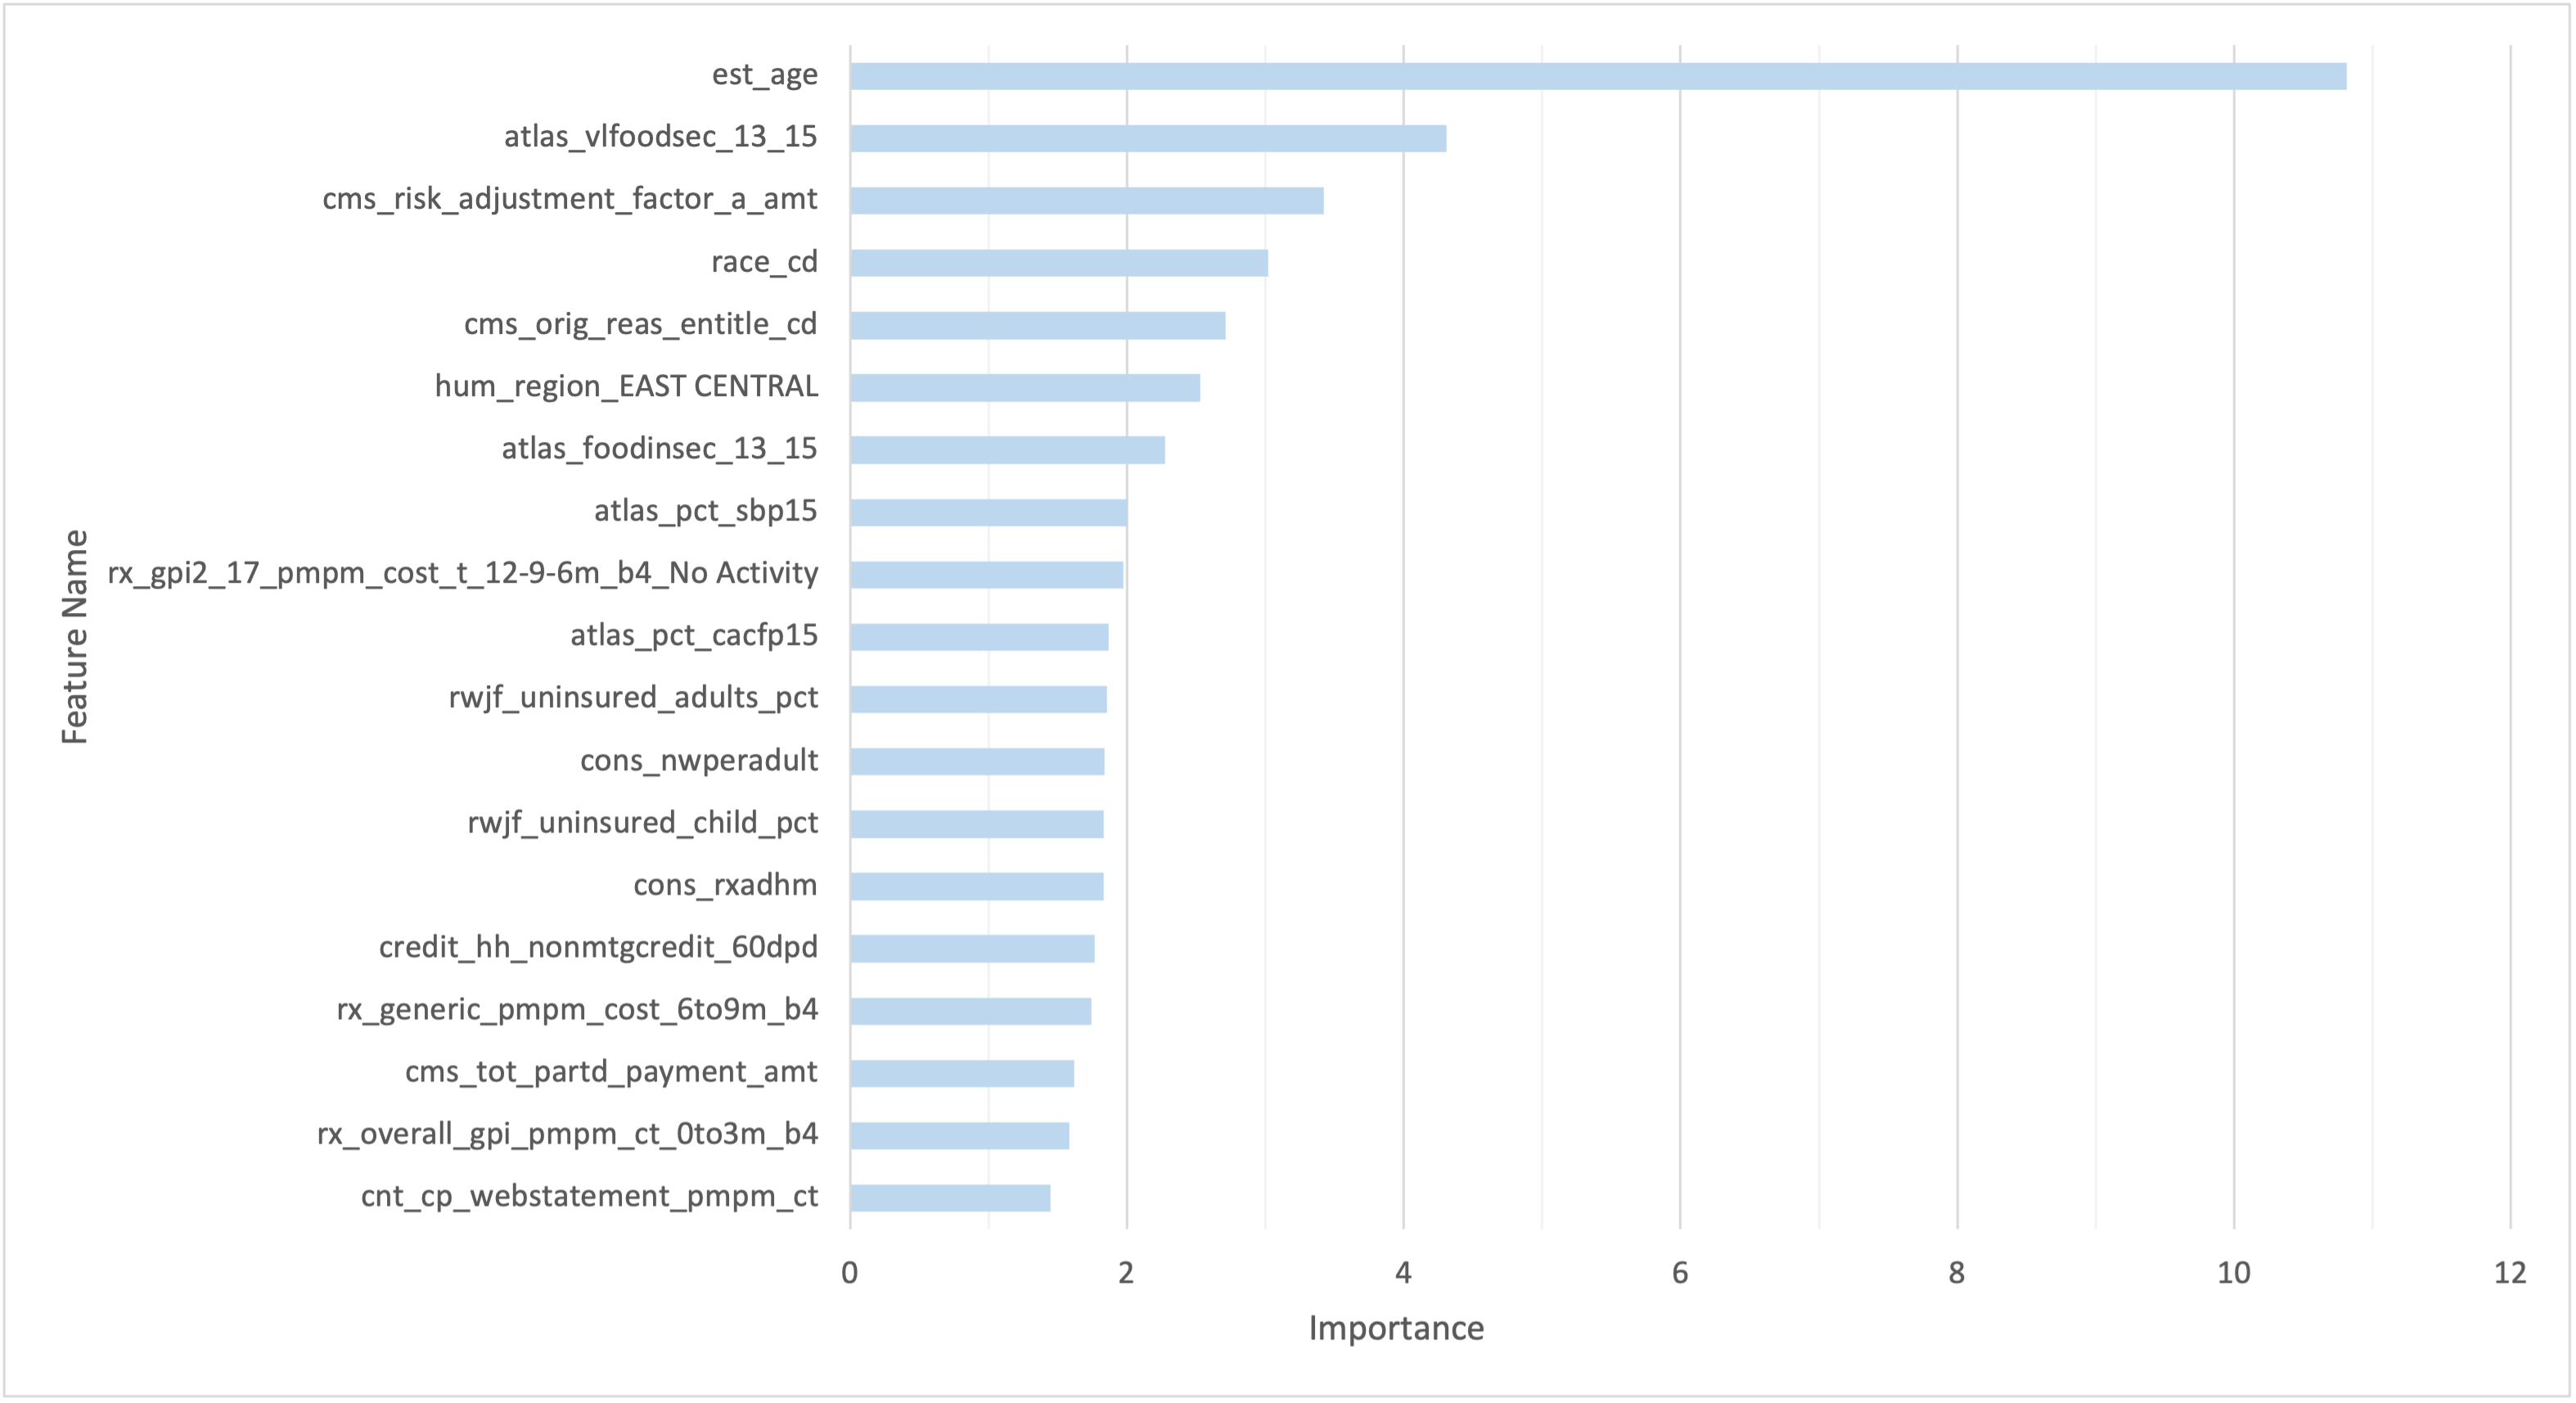 est_age
atlas_vlfoodsec_13_15
cms_risk_adjustment_factor_a_amt
race_cd
cms_orig_reas_entitle_cd
hum_region_EAST CENTRAL
atlas_foodinsec_13_15
atlas_pct_sbp15
rx_gpi2_17_pmpm_cost_t_12-9-6m_b4_No Activity
atlas_pct_cacfp15
rwjf_uninsured_adults_pct
cons_nwperadult
rwjf_uninsured_child_pct
cons_rxadhm
credit_hh_nonmtgcredit_60dpd
rx_generic_pmpm_cost_6to9m_b4
cms_tot_partd_payment_amt
rx_overall_gpi_pmpm_ct_0to3m_b4
cnt_cp_webstatement_pmpm_ct
Feature Name
0 2 4 6 8 10 12
Importance